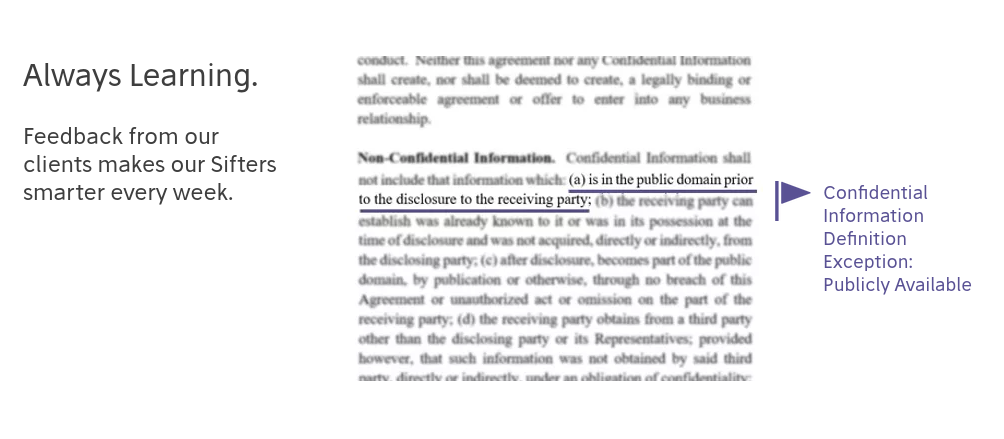 Always Learning.
Feedback from our
clients makes our Sifters
smarter every week.
conduct. Neither this agreement nor any Confidential Information
shall create, nor shall be deemed to create, a legally binding or
enforceable agreement or offer to enter into any business
relationship.
Non-Confidential Information. Confidential Information shall
not include that information which: (a) is in the public domain prior
to the disclosure to the receiving party; (b) the receiving party can
establish was already known to it or was in its possession at the
time of disclosure and was not acquired, directly or indirectly, from
the disclosing party; (c) after disclosure, becomes part of the public
domain, by publication or otherwise, through no breach of this
Agreement or unauthorized act or omission on the part of the
receiving party; (d) the receiving party obtains from a third party
other than the disclosing party or its Representatives; provided
however, that such information was not obtained by said third
party, directly or indirectly, under an obligation of confidentiality;
Confidential
Information
Definition
Exception:
Publicly Available